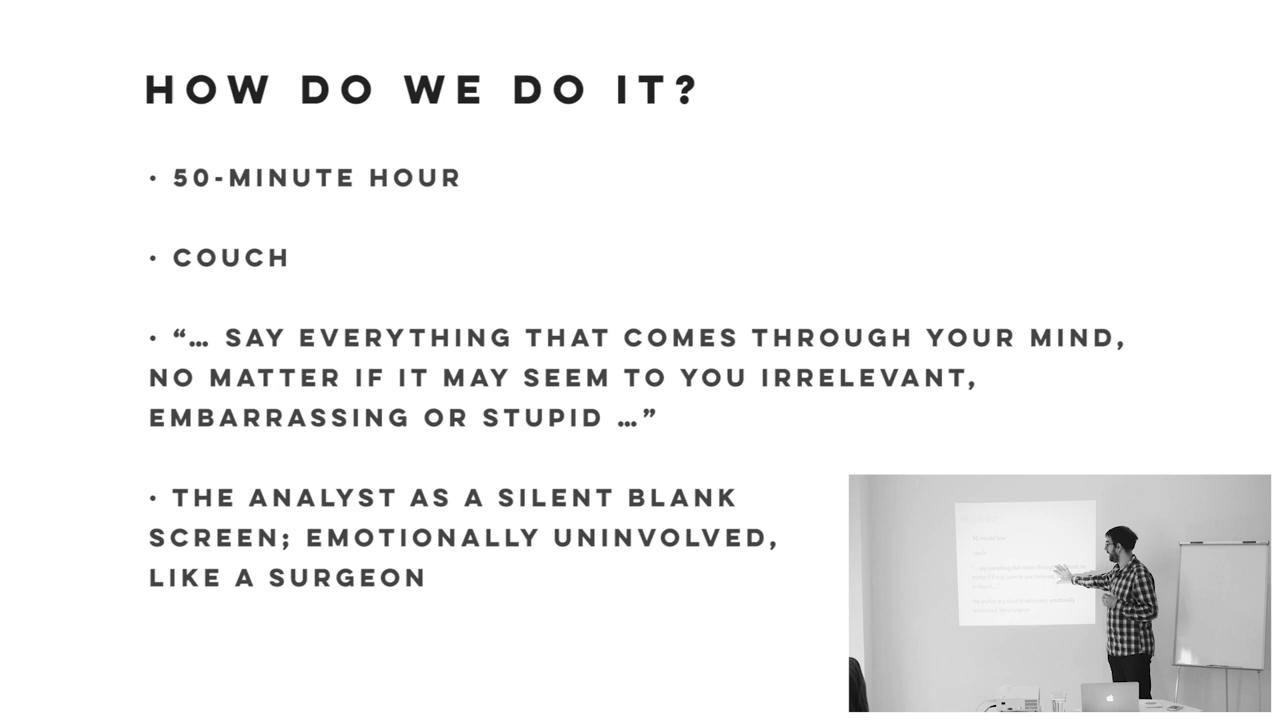 HOW DO WE DO IT?
• 50-MINUTE HOUR
• COUCH
• “… SAY EVERYTHING THAT COMES THROUGH YOUR MIND,
NO MATTER IF IT MAY SEEM TO YOU IRRELEVANT,
EMBARRASSING OR STUPID …”
• THE ANALYST AS A SILENT BLANK
SCREEN; EMOTIONALLY UNINVOLVED,
LIKE A SURGEON